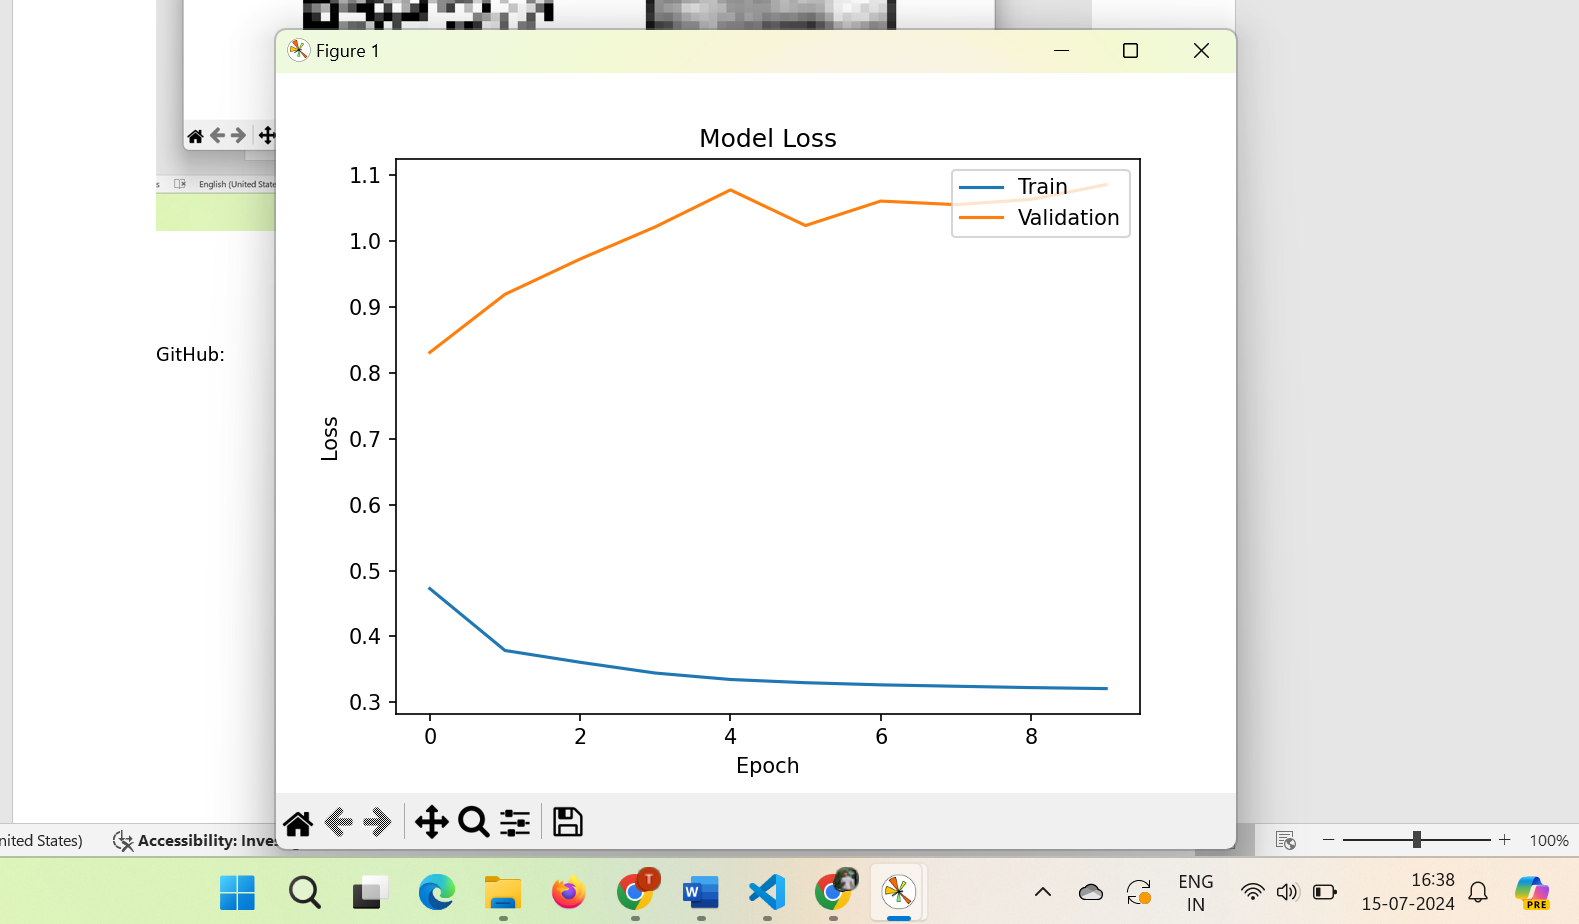 Figure 1
Model Loss
1.1
1.0
0.9
0.8
0.7
0.6
0.5
0.4
0.3
Loss
Train
Validation
0 2 4 6 8
Epoch
English (United State
GitHub:
nited States)
Accessibility: Inves
100%
T
W
ENG
IN
16:38
15-07-2024
PRE